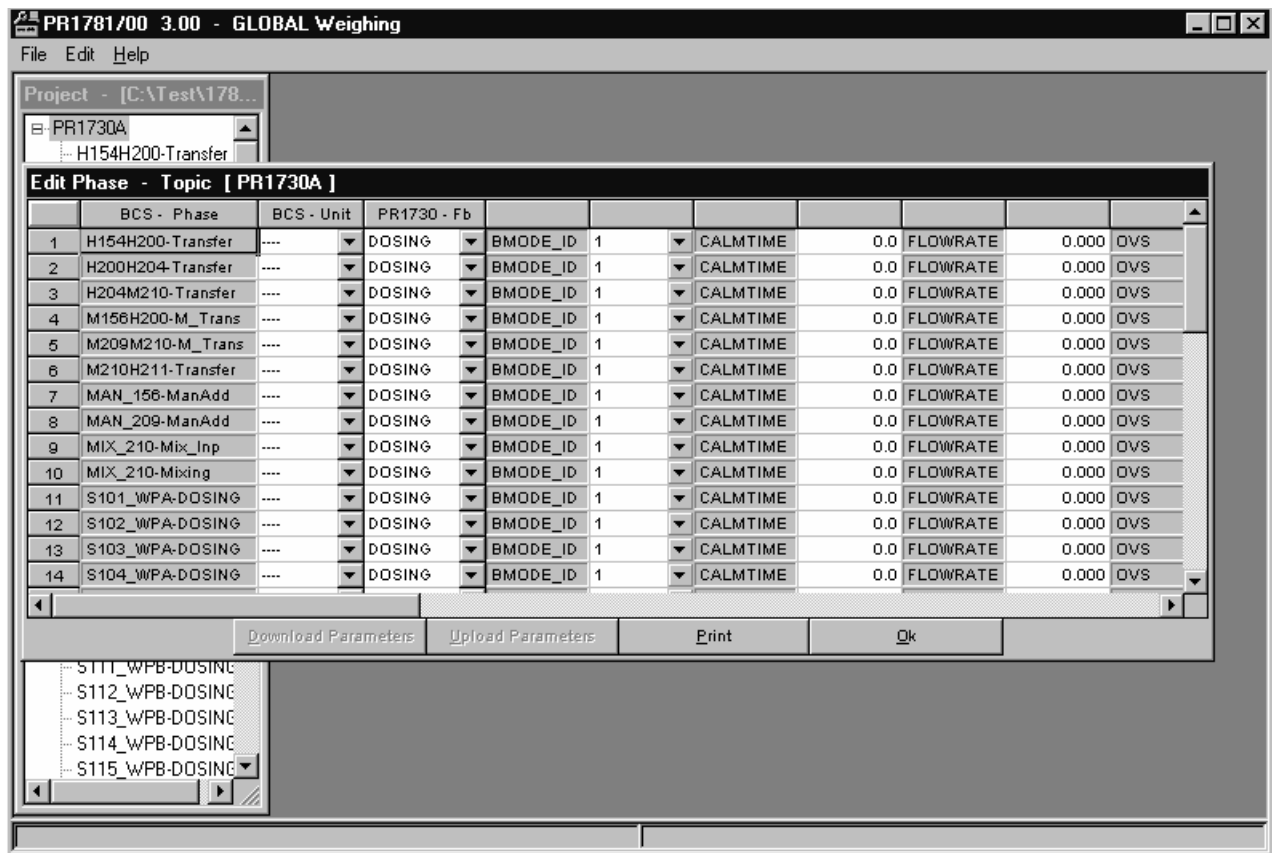 PR1781/00 3.00 - GLOBAL Weighing
File Edit Help
Project - [C:\Test\178...
PR1730A
H154H200-Transfer
Edit Phase - Topic [ PR1730A ]
BCS - Phase BCS - Unit PR1730 - Fb
1 H154H200-Transfer ---- DOSING BMODE_ID 1 CALMTIME 0.0 FLOWRATE 0.000 OVS
2 H200H204-Transfer ---- DOSING BMODE_ID 1 CALMTIME 0.0 FLOWRATE 0.000 OVS
3 H204M210-Transfer ---- DOSING BMODE_ID 1 CALMTIME 0.0 FLOWRATE 0.000 OVS
4 M156H200-M_Trans ---- DOSING BMODE_ID 1 CALMTIME 0.0 FLOWRATE 0.000 OVS
5 M209M210-M_Trans ---- DOSING BMODE_ID 1 CALMTIME 0.0 FLOWRATE 0.000 OVS
6 M210H211-Transfer ---- DOSING BMODE_ID 1 CALMTIME 0.0 FLOWRATE 0.000 OVS
7 MAN_156-ManAdd ---- DOSING BMODE_ID 1 CALMTIME 0.0 FLOWRATE 0.000 OVS
8 MAN_209-ManAdd ---- DOSING BMODE_ID 1 CALMTIME 0.0 FLOWRATE 0.000 OVS
9 MIX_210-Mix_Inp ---- DOSING BMODE_ID 1 CALMTIME 0.0 FLOWRATE 0.000 OVS
10 MIX_210-Mixing ---- DOSING BMODE_ID 1 CALMTIME 0.0 FLOWRATE 0.000 OVS
11 S101_WPA-DOSING ---- DOSING BMODE_ID 1 CALMTIME 0.0 FLOWRATE 0.000 OVS
12 S102_WPA-DOSING ---- DOSING BMODE_ID 1 CALMTIME 0.0 FLOWRATE 0.000 OVS
13 S103_WPA-DOSING ---- DOSING BMODE_ID 1 CALMTIME 0.0 FLOWRATE 0.000 OVS
14 S104_WPA-DOSING ---- DOSING BMODE_ID 1 CALMTIME 0.0 FLOWRATE 0.000 OVS
Download Parameters Upload Parameters Print Ok
S111_WPB-DOSING
S112_WPB-DOSING
S113_WPB-DOSING
S114_WPB-DOSING
S115_WPB-DOSING